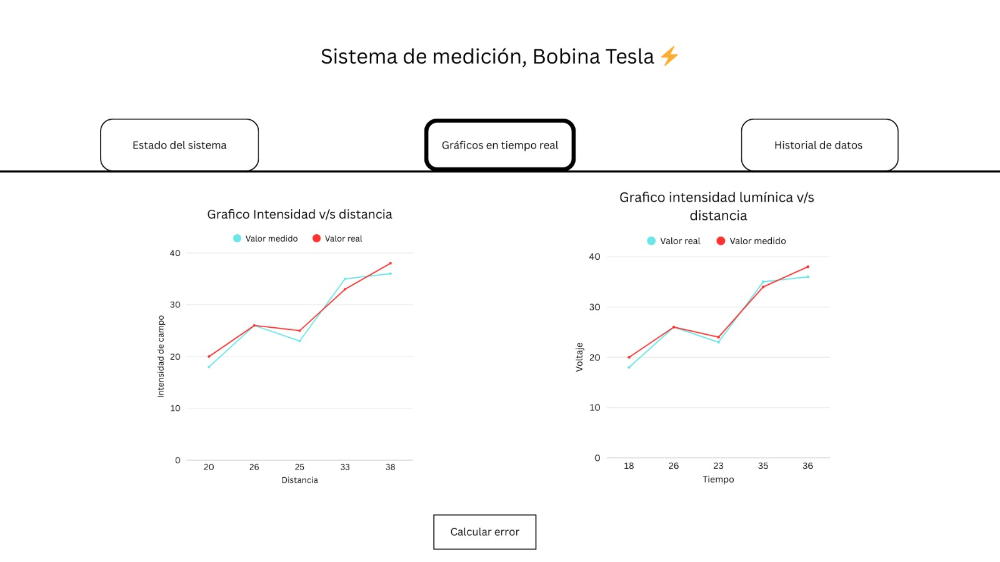 Sistema de medición, Bobina Tesla ⚡
Estado del sistema
Gráficos en tiempo real
Historial de datos
Grafico Intensidad v/s distancia
Valor medido Valor real
40
30
20
10
0
Intensidad de campo
20 26 25 33 38
Distancia
Grafico intensidad lumínica v/s
distancia
Valor real Valor medido
40
30
20
10
0
Voltaje
18 26 23 35 36
Tiempo
Calcular error